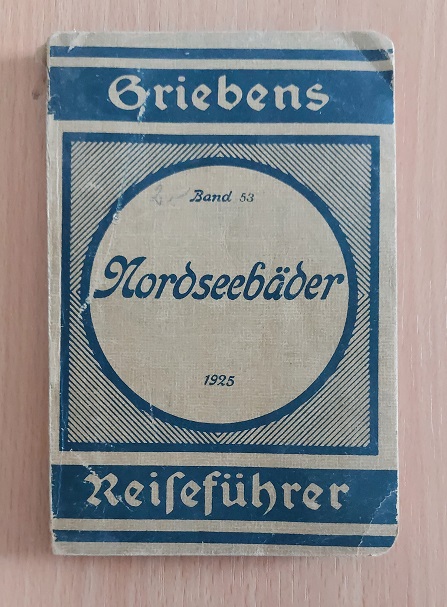 Griebens
Band 53
Nordseebäder
1925
Reiſeführer